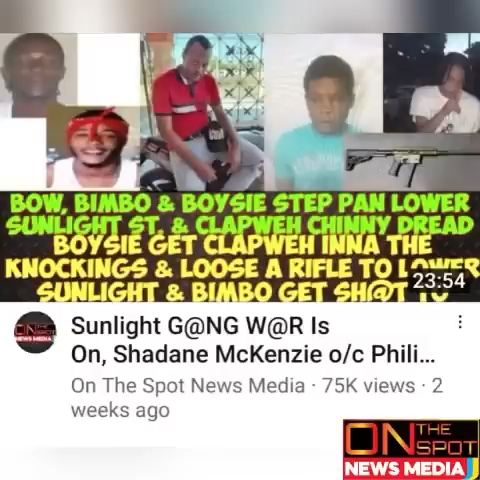 BOW, BIMBO & BOYSIE STEP PAN LOWER
SUNLIGHT ST. & CLAPWEH CHINNY DREAD
BOYSIE GET CLAPWEH INNA THE
KNOCKINGS & LOOSE A RIFLE TO LOWER
SUNLIGHT & BIMBO GET SH@T TO
23:54
ON THE SPOT
NEWS MEDIA
Sunlight G@NG W@R Is
On, Shadane McKenzie o/c Phili...
On The Spot News Media · 75K views · 2
weeks ago
ON THE SPOT
NEWS MEDIA